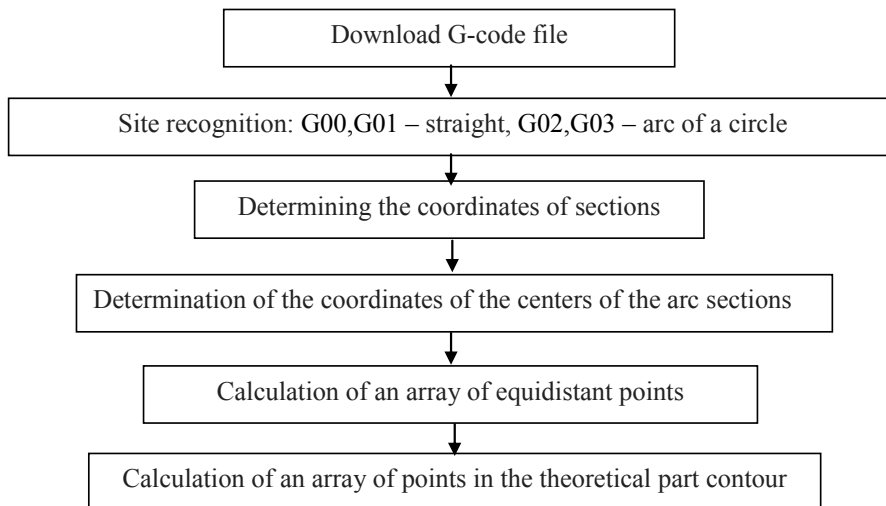 Download G-code file
Site recognition: G00,G01 – straight, G02,G03 – arc of a circle
Determining the coordinates of sections
Determination of the coordinates of the centers of the arc sections
Calculation of an array of equidistant points
Calculation of an array of points in the theoretical part contour